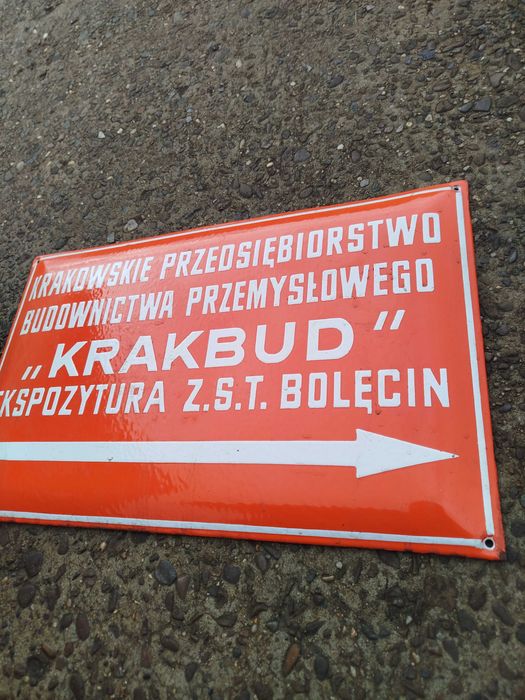 KRAKOWSKIE PRZEDSIĘBIORSTWO
BUDOWNICTWA PRZEMYSŁOWEGO
„KRAKBUD”
EKSPOZYTURA Z.S.T. BOLĘCIN